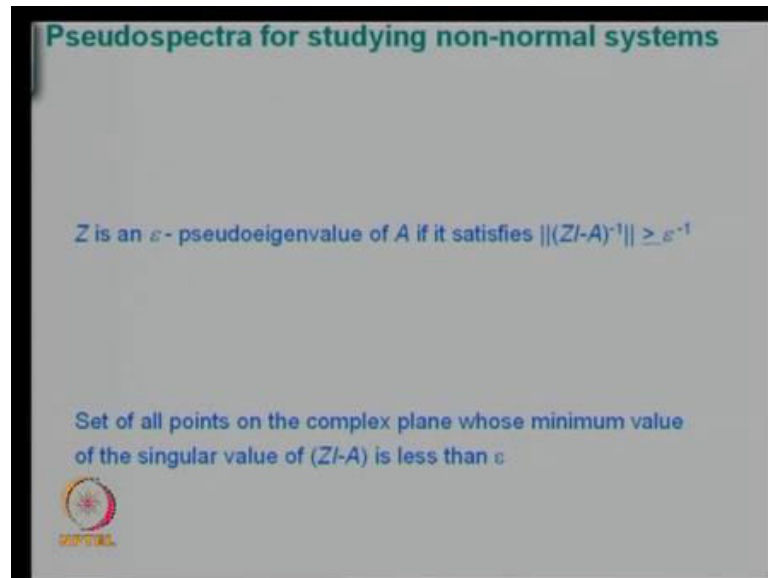 Pseudospectra for studying non-normal systems
Z is an ε - pseudoeigenvalue of A if it satisfies ||(ZI-A)⁻¹|| ≥ ε⁻¹
Set of all points on the complex plane whose minimum value
of the singular value of (ZI-A) is less than ε
NPTEL